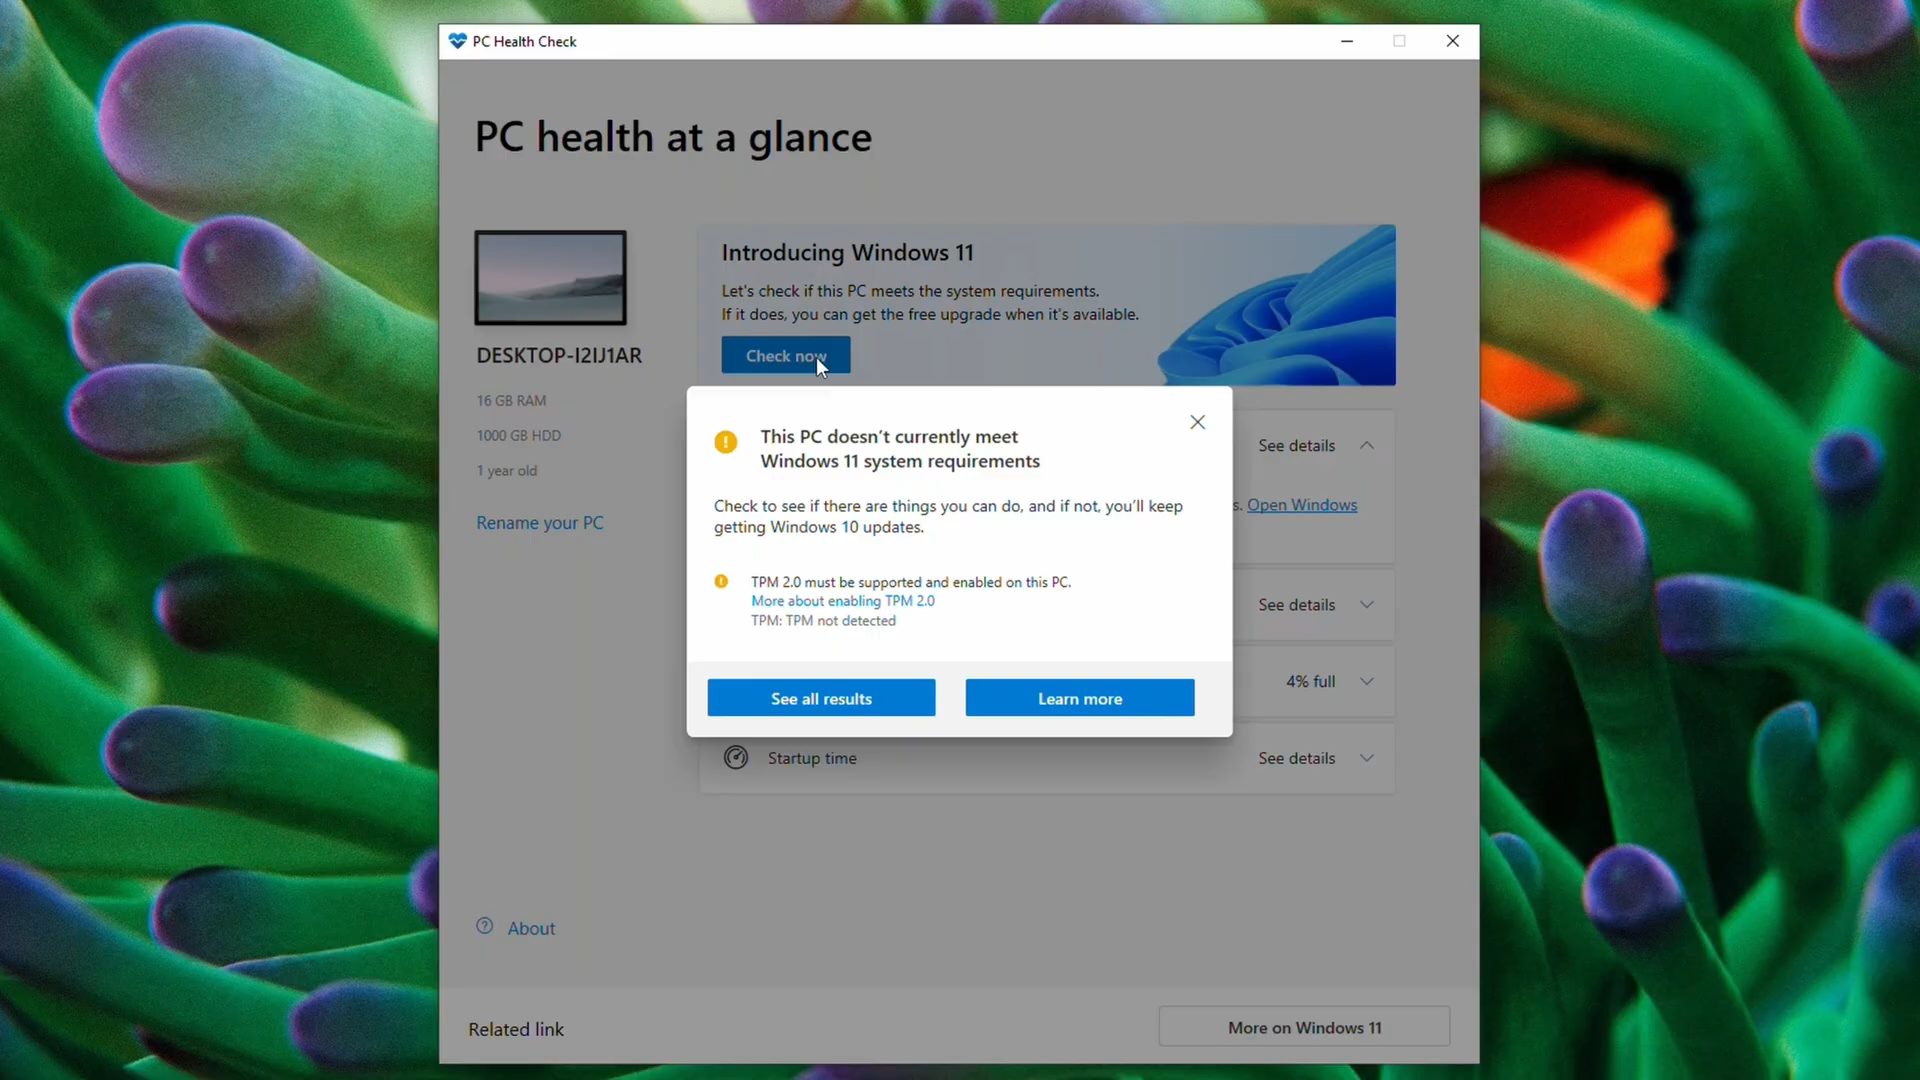 PC Health Check
PC health at a glance
Introducing Windows 11
Let's check if this PC meets the system requirements.
If it does, you can get the free upgrade when it's available.
Check now
DESKTOP-I2IJ1AR
16 GB RAM
1000 GB HDD
1 year old
Rename your PC
This PC doesn't currently meet
Windows 11 system requirements
Check to see if there are things you can do, and if not, you'll keep
getting Windows 10 updates.
TPM 2.0 must be supported and enabled on this PC.
More about enabling TPM 2.0
TPM: TPM not detected
See all results
Learn more
See details
s. Open Windows
See details
4% full
Startup time
See details
About
Related link
More on Windows 11